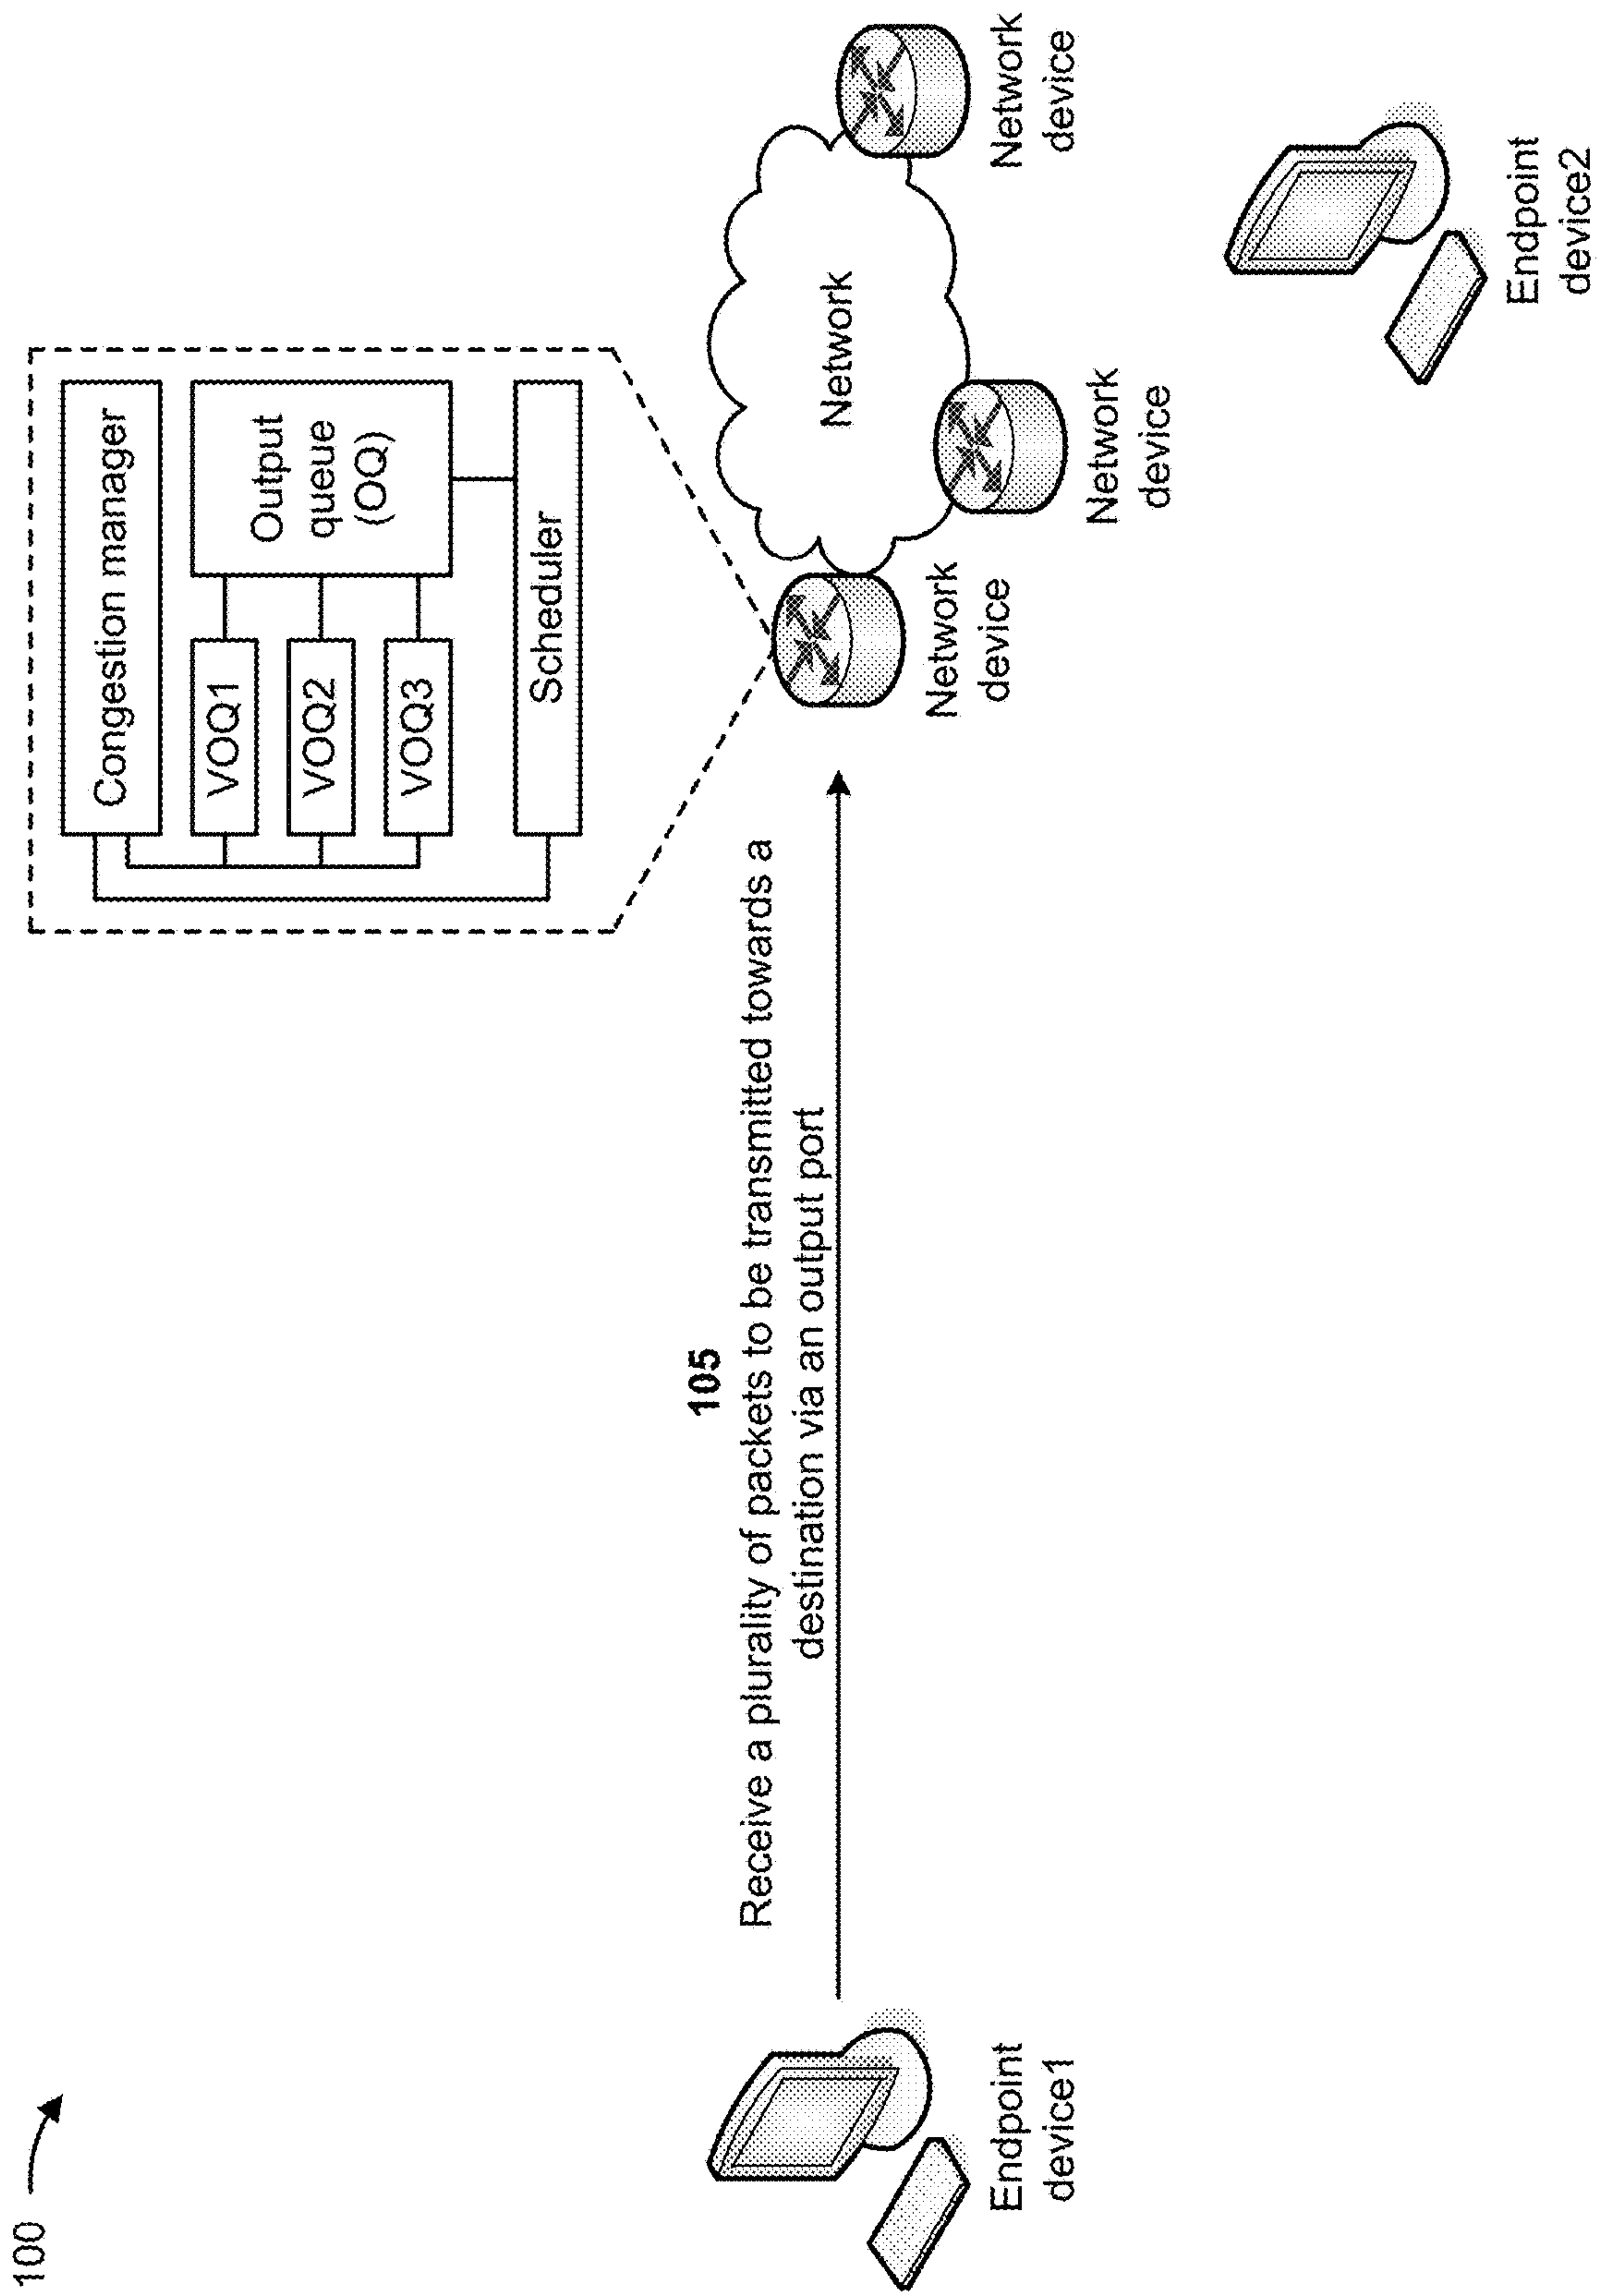 100
Congestion manager
VOQ1
VOQ2
VOQ3
Output
queue
(OQ)
Scheduler
105
Receive a plurality of packets to be transmitted towards a
destination via an output port
Network
Network
device
Network
device
Network
device
Endpoint
device1
Endpoint
device2